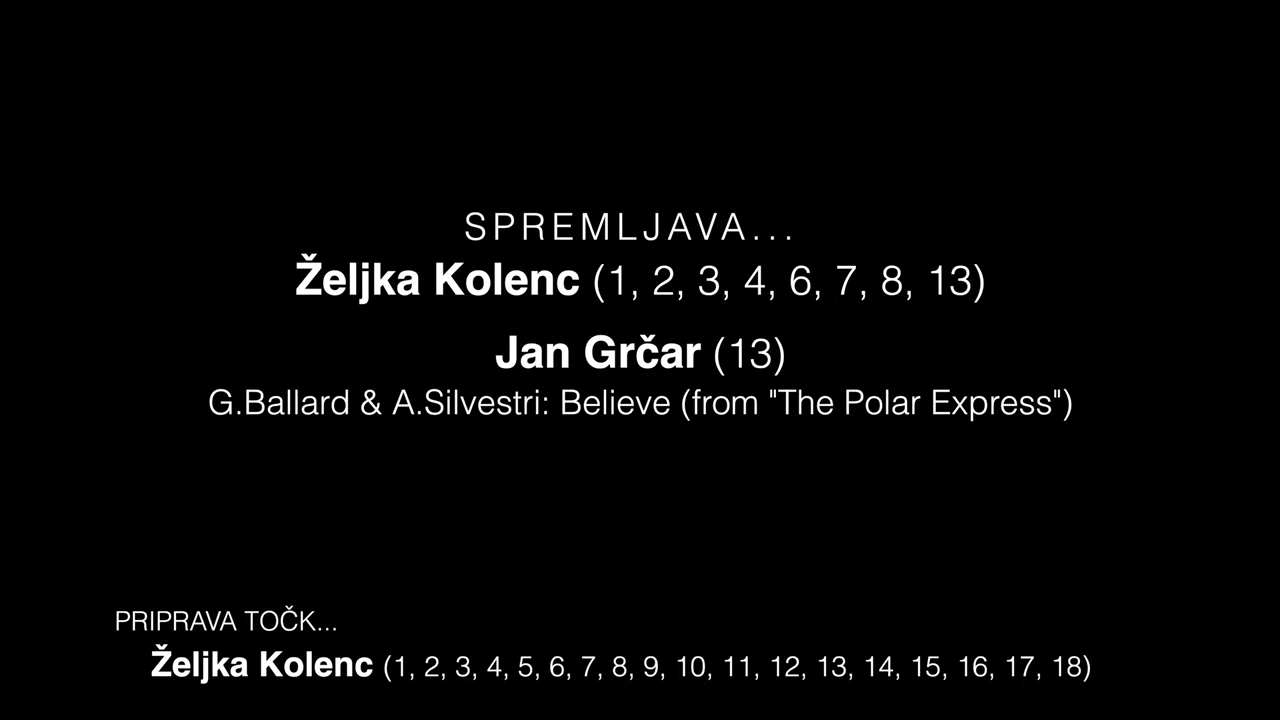 SPREMLJAVA...
Željka Kolenc (1, 2, 3, 4, 6, 7, 8, 13)
Jan Grčar (13)
G.Ballard & A.Silvestri: Believe (from "The Polar Express")
PRIPRAVA TOČK...
Željka Kolenc (1, 2, 3, 4, 5, 6, 7, 8, 9, 10, 11, 12, 13, 14, 15, 16, 17, 18)